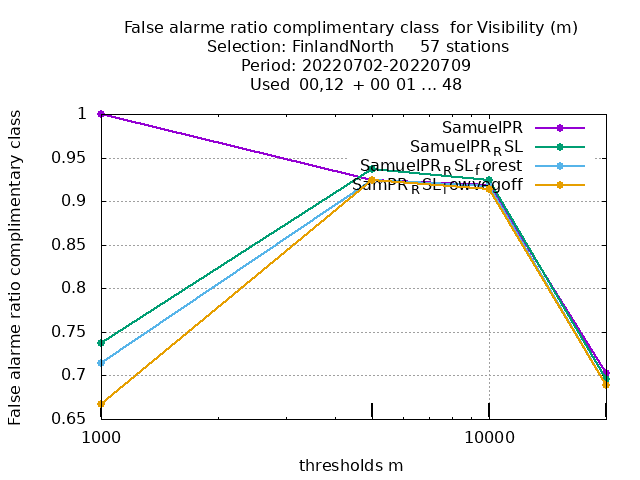 False alarme ratio complimentary class for Visibility (m)
Selection: FinlandNorth 57 stations
Period: 20220702-20220709
Used 00,12 + 00 01 ... 48
False alarme ratio complimentary class
1
0.95
0.9
0.85
0.8
0.75
0.7
0.65
SamuelPR
SamuelPR_RSL
SamuelPR_RSL_forest
SamPR_RSL_lowvegoff
1000
10000
thresholds m